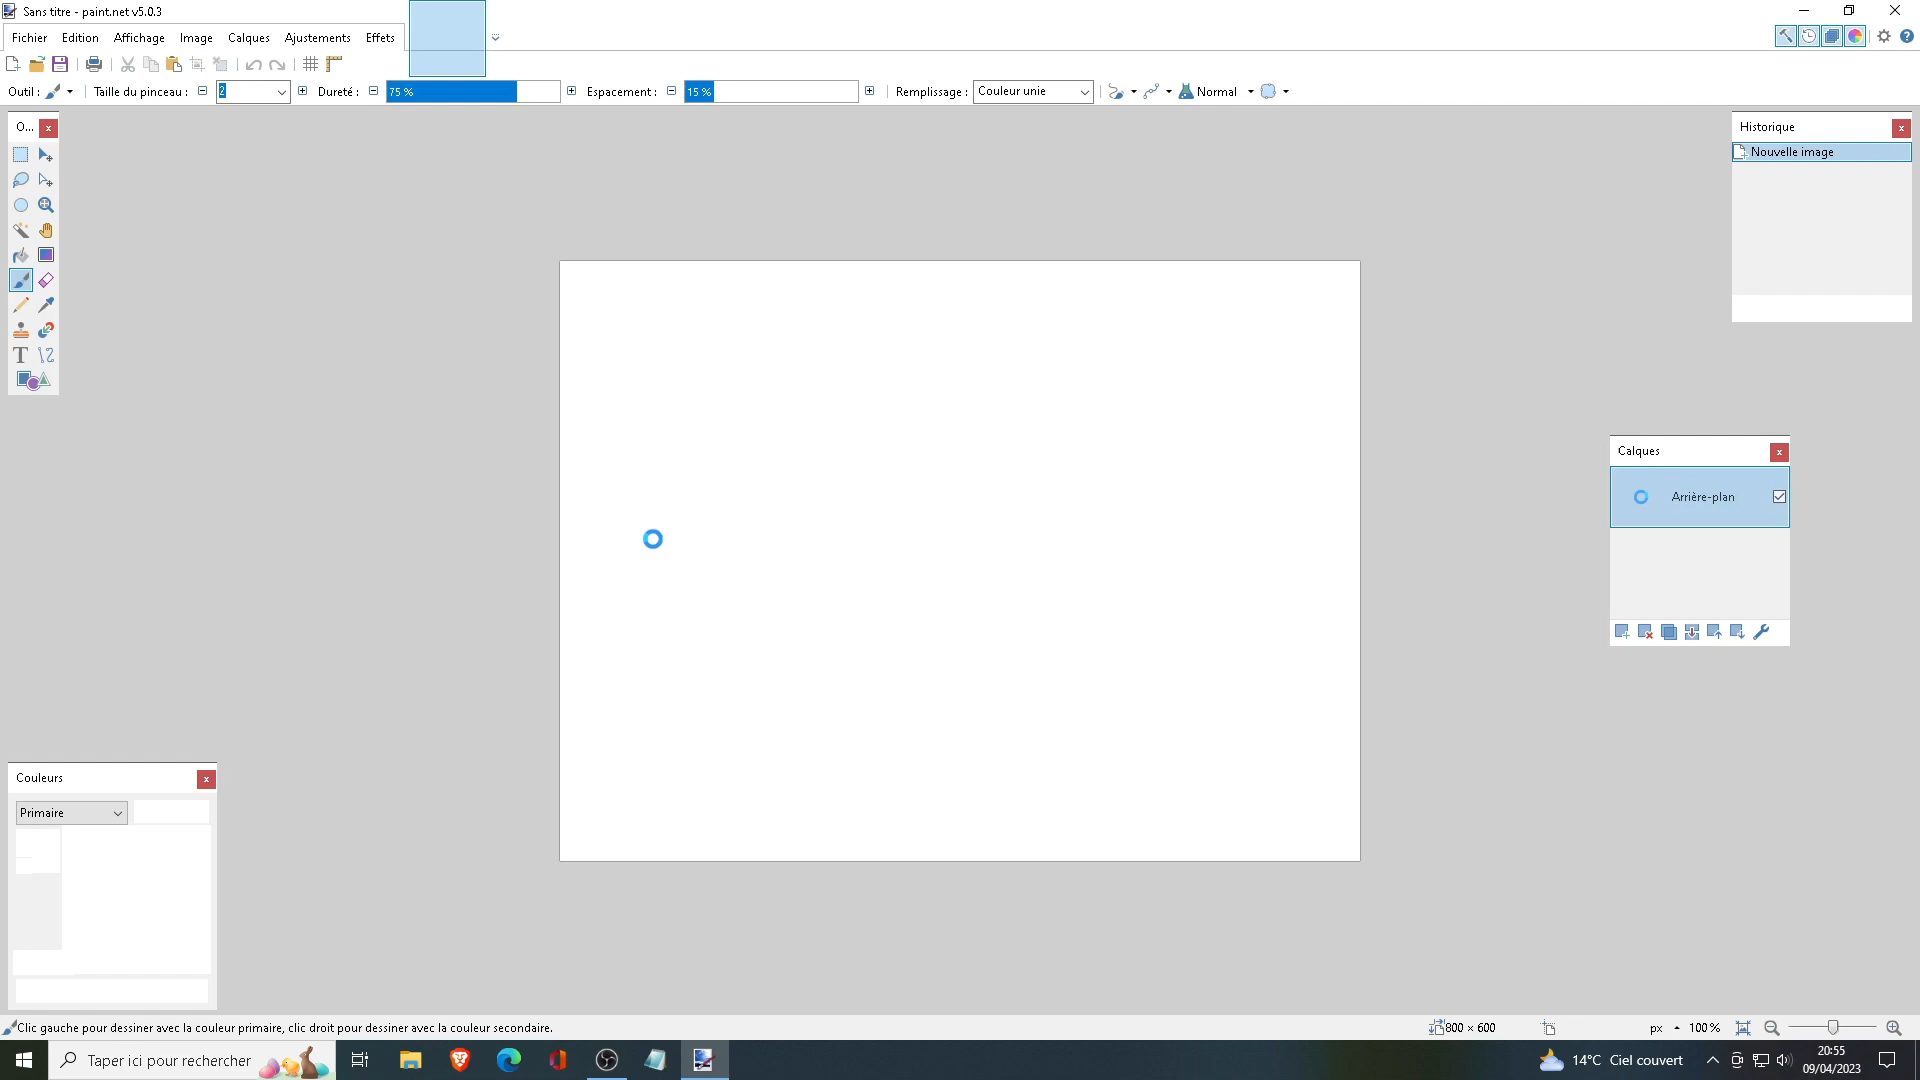 Sans titre - paint.net v5.0.3
Fichier Edition Affichage Image Calques Ajustements Effets
Outil : Taille du pinceau : 2 Dureté : 75 % Espacement : 15 % Remplissage : Couleur unie Normal
O...
Historique
Nouvelle image
Calques
Arrière-plan
Couleurs
Primaire
Clic gauche pour dessiner avec la couleur primaire, clic droit pour dessiner avec la couleur secondaire.
800 × 600
px 100 %
Taper ici pour rechercher
14°C Ciel couvert
20:55
09/04/2023